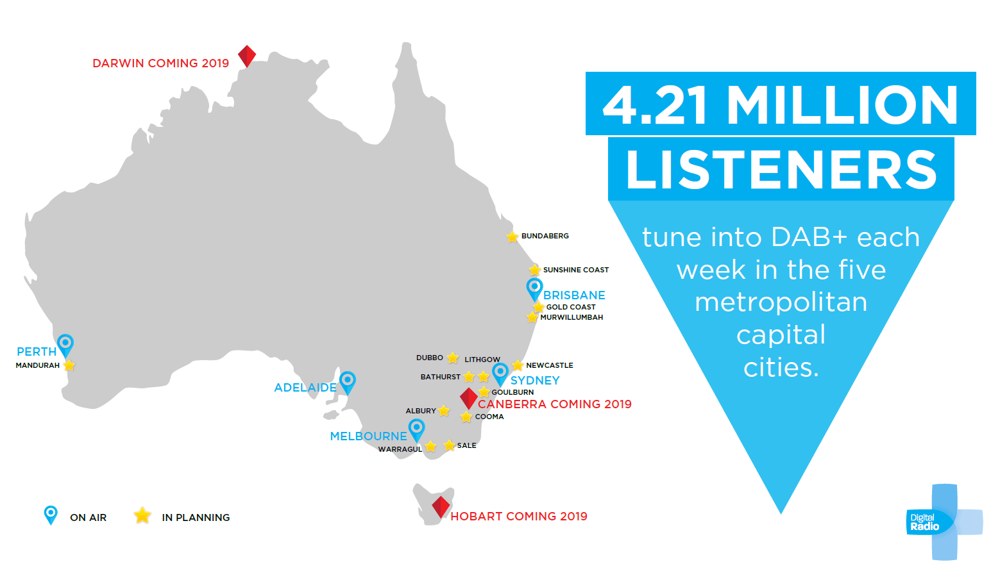 DARWIN COMING 2019
4.21 MILLION
LISTENERS
tune into DAB+ each
week in the five
metropolitan
capital
cities.
BUNDABERG
SUNSHINE COAST
BRISBANE
GOLD COAST
MURWILLUMBAH
PERTH
MANDURAH
DUBBO
LITHGOW
NEWCASTLE
BATHURST
SYDNEY
ADELAIDE
GOULBURN
CANBERRA COMING 2019
ALBURY
COOMA
MELBOURNE
WARRAGUL
SALE
HOBART COMING 2019
ON AIR
IN PLANNING
Digital
Radio